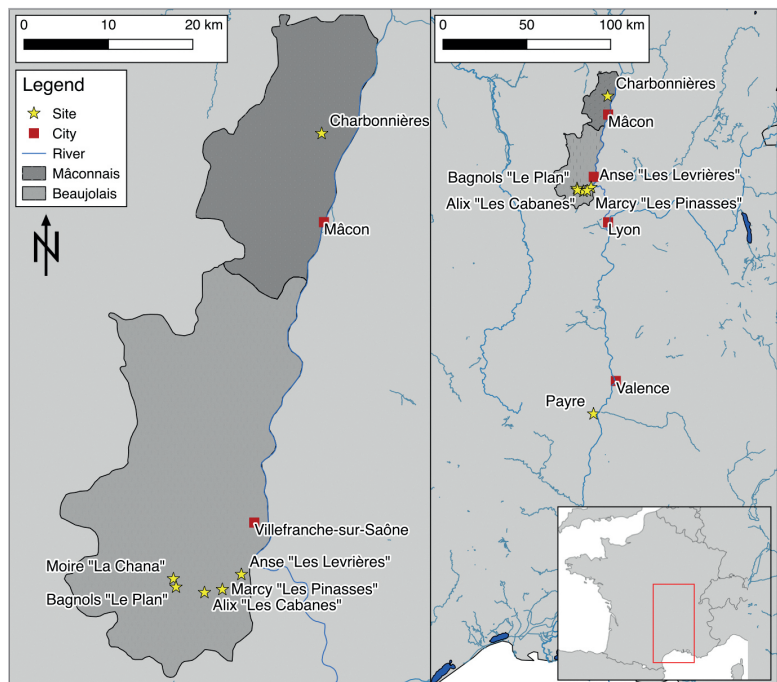 0 10 20 km
Legend
Site
City
River
Mâconnais
Beaujolais
N
Charbonnières
Mâcon
Villefranche-sur-Saône
Anse "Les Levrières"
Moiré "La Chana"
Marcy "Les Pinasses"
Bagnols "Le Plan"
Alix "Les Cabanes"
0 50 100 km
Charbonnières
Mâcon
Bagnols "Le Plan"
Anse "Les Levrières"
Alix "Les Cabanes"
Marcy "Les Pinasses"
Lyon
Valence
Payre